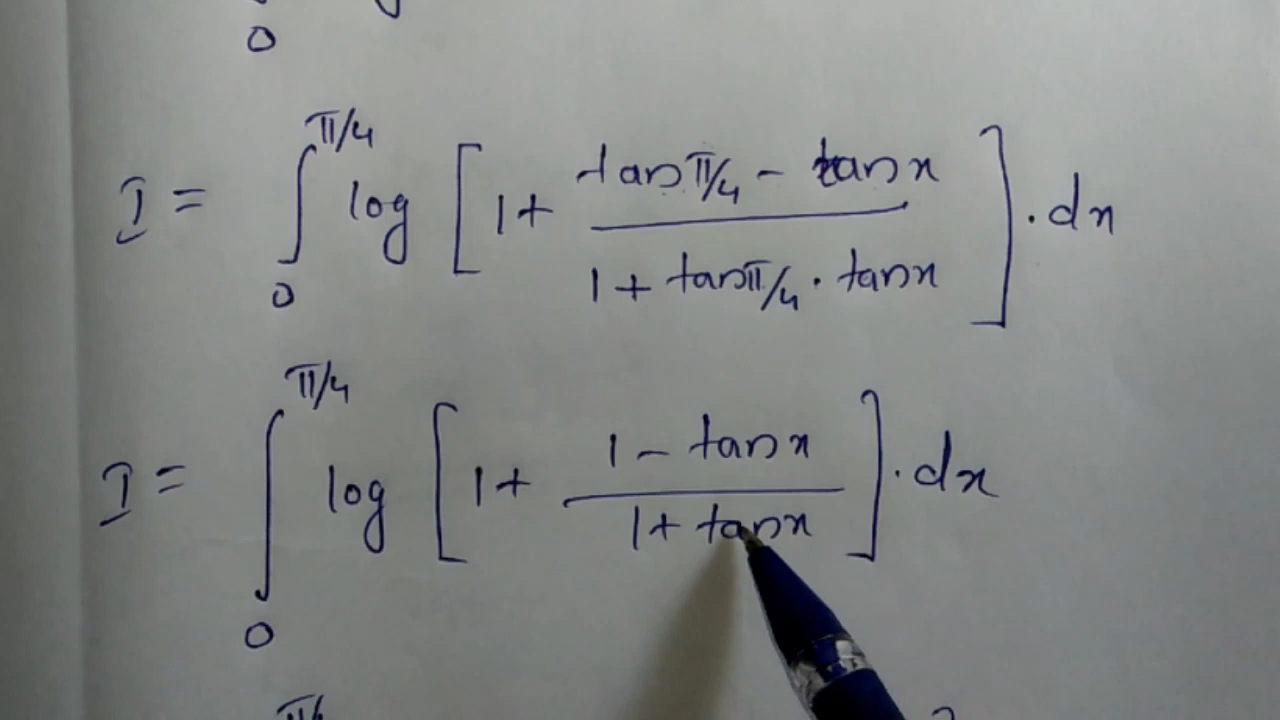 0
I = ∫₀^π/4 log [1 + (tan π/4 - tan x)/(1 + tan π/4 · tan x)] . dx
I = ∫₀^π/4 log [1 + (1 - tan x)/(1 + tan x)] . dx